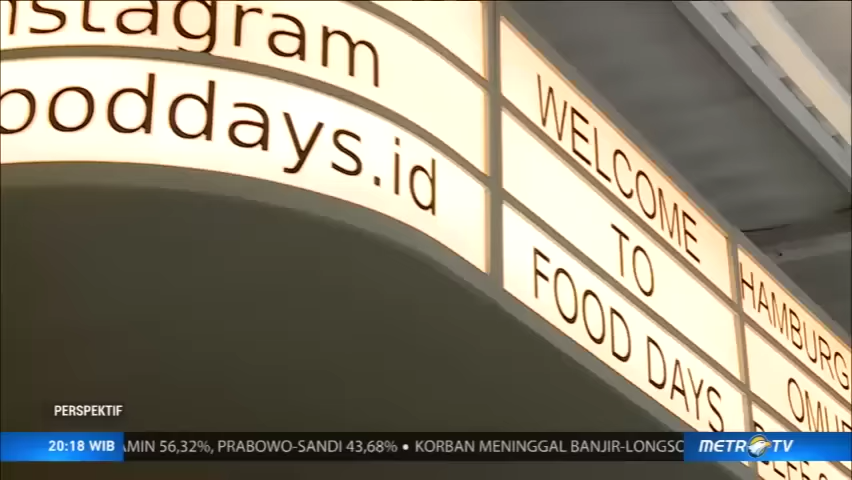 nstagram
ooddays.id
WELCOME
TO
FOOD DAYS
HAMBURG
OMUR
PERSPEKTIF
20:18 WIB
AMIN 56,32%, PRABOWO-SANDI 43,68% • KORBAN MENINGGAL BANJIR-LONGSO
METRO TV